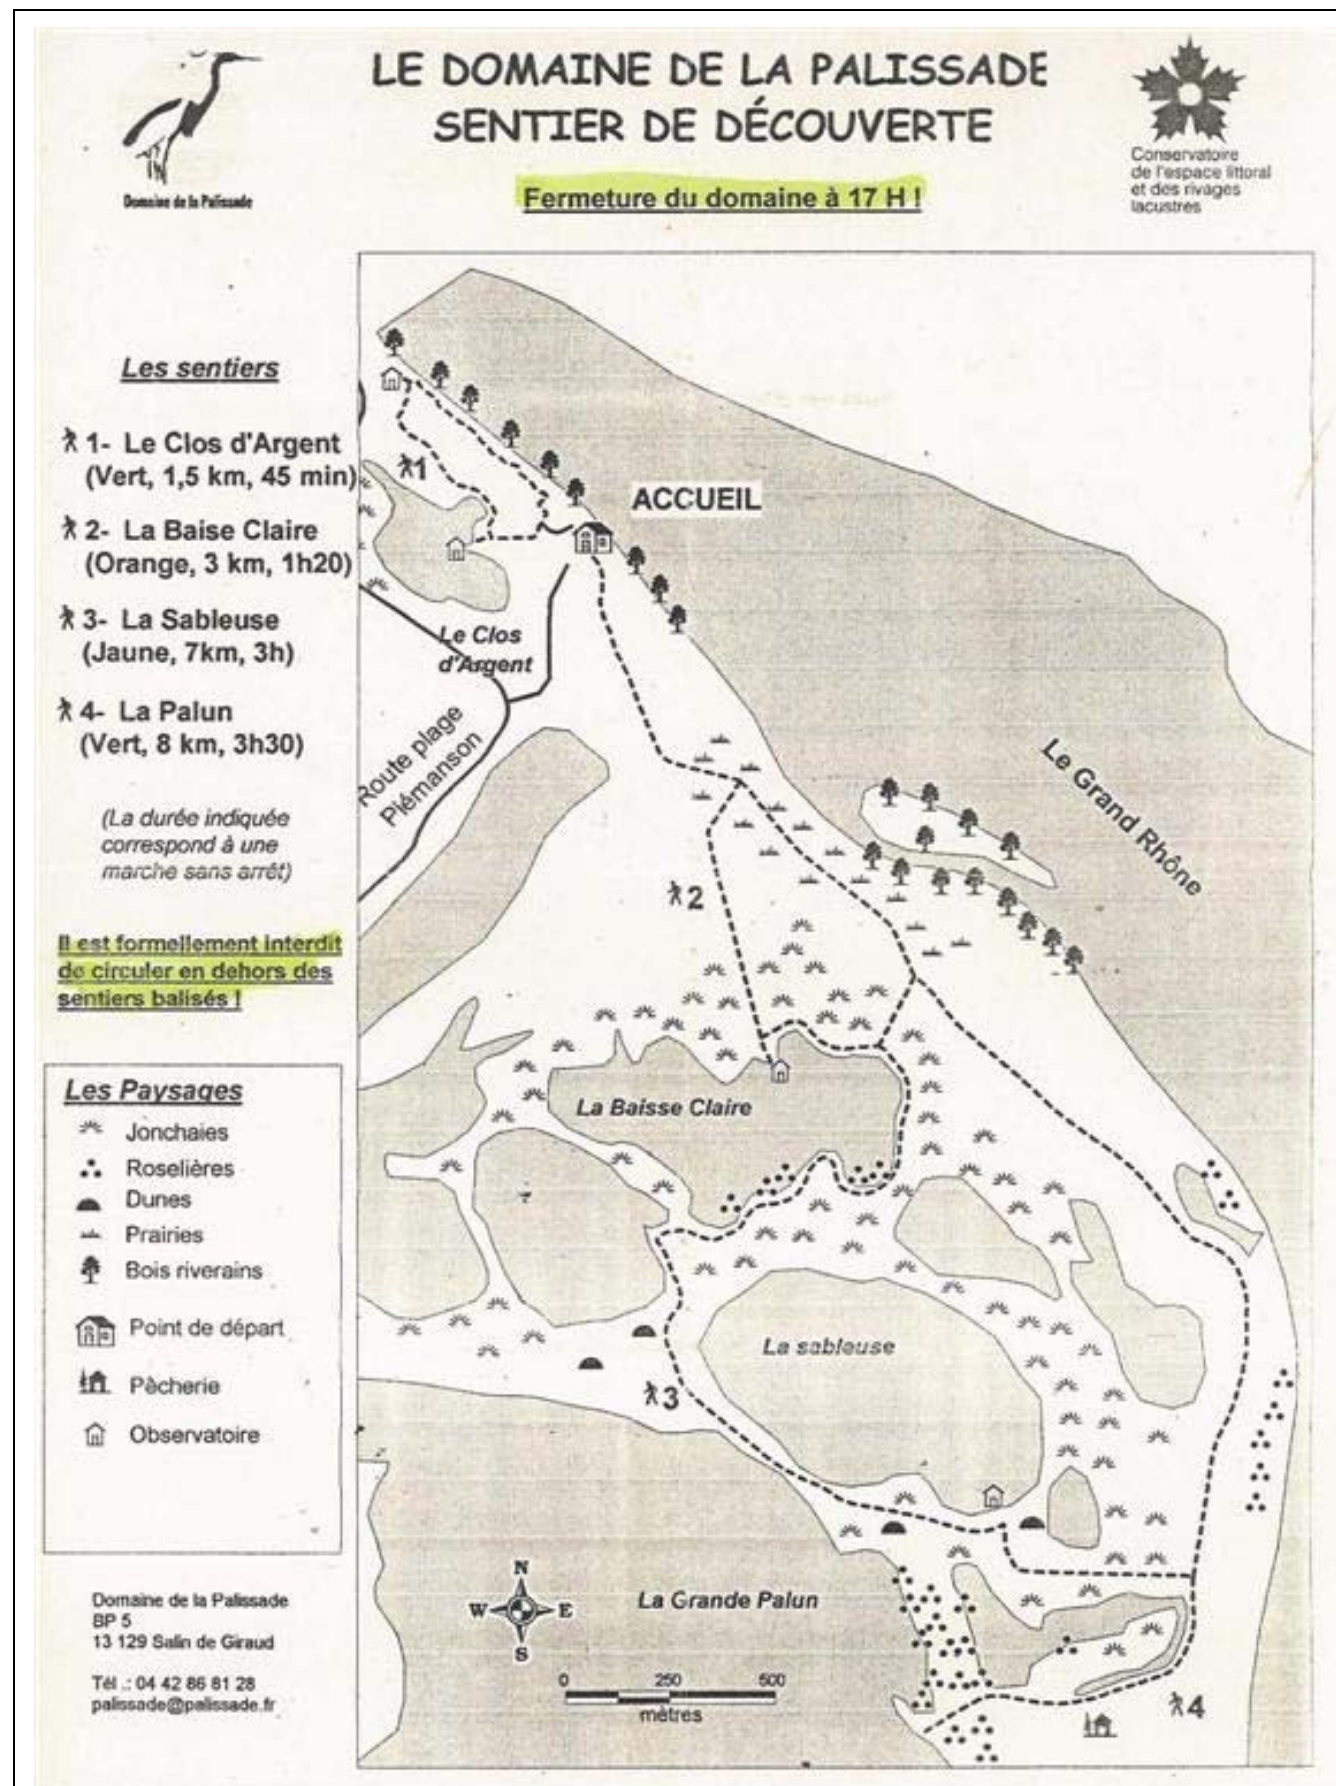 LE DOMAINE DE LA PALISSADE
SENTIER DE DÉCOUVERTE
Fermeture du domaine à 17 H !
Domaine de la Palissade
Conservatoire
de l'espace littoral
et des rivages
lacustres
Les sentiers
1- Le Clos d'Argent
(Vert, 1,5 km, 45 min)
2- La Baise Claire
(Orange, 3 km, 1h20)
3- La Sableuse
(Jaune, 7km, 3h)
4- La Palun
(Vert, 8 km, 3h30)
(La durée indiquée
correspond à une
marche sans arrêt)
Il est formellement interdit
de circuler en dehors des
sentiers balisés !
Les Paysages
Jonchaies
Roselières
Dunes
Prairies
Bois riverains
Point de départ
Pècherie
Observatoire
Domaine de la Palissade
BP 5
13 129 Salin de Giraud
Tél .: 04 42 86 81 28
palissade@palissade.fr
1
ACCUEIL
Le Clos
d'Argent
Route plage
Piémanson
Le Grand Rhône
2
La Baisse Claire
La sableuse
3
La Grande Palun
N
W
E
S
0 250 500
mètres
4